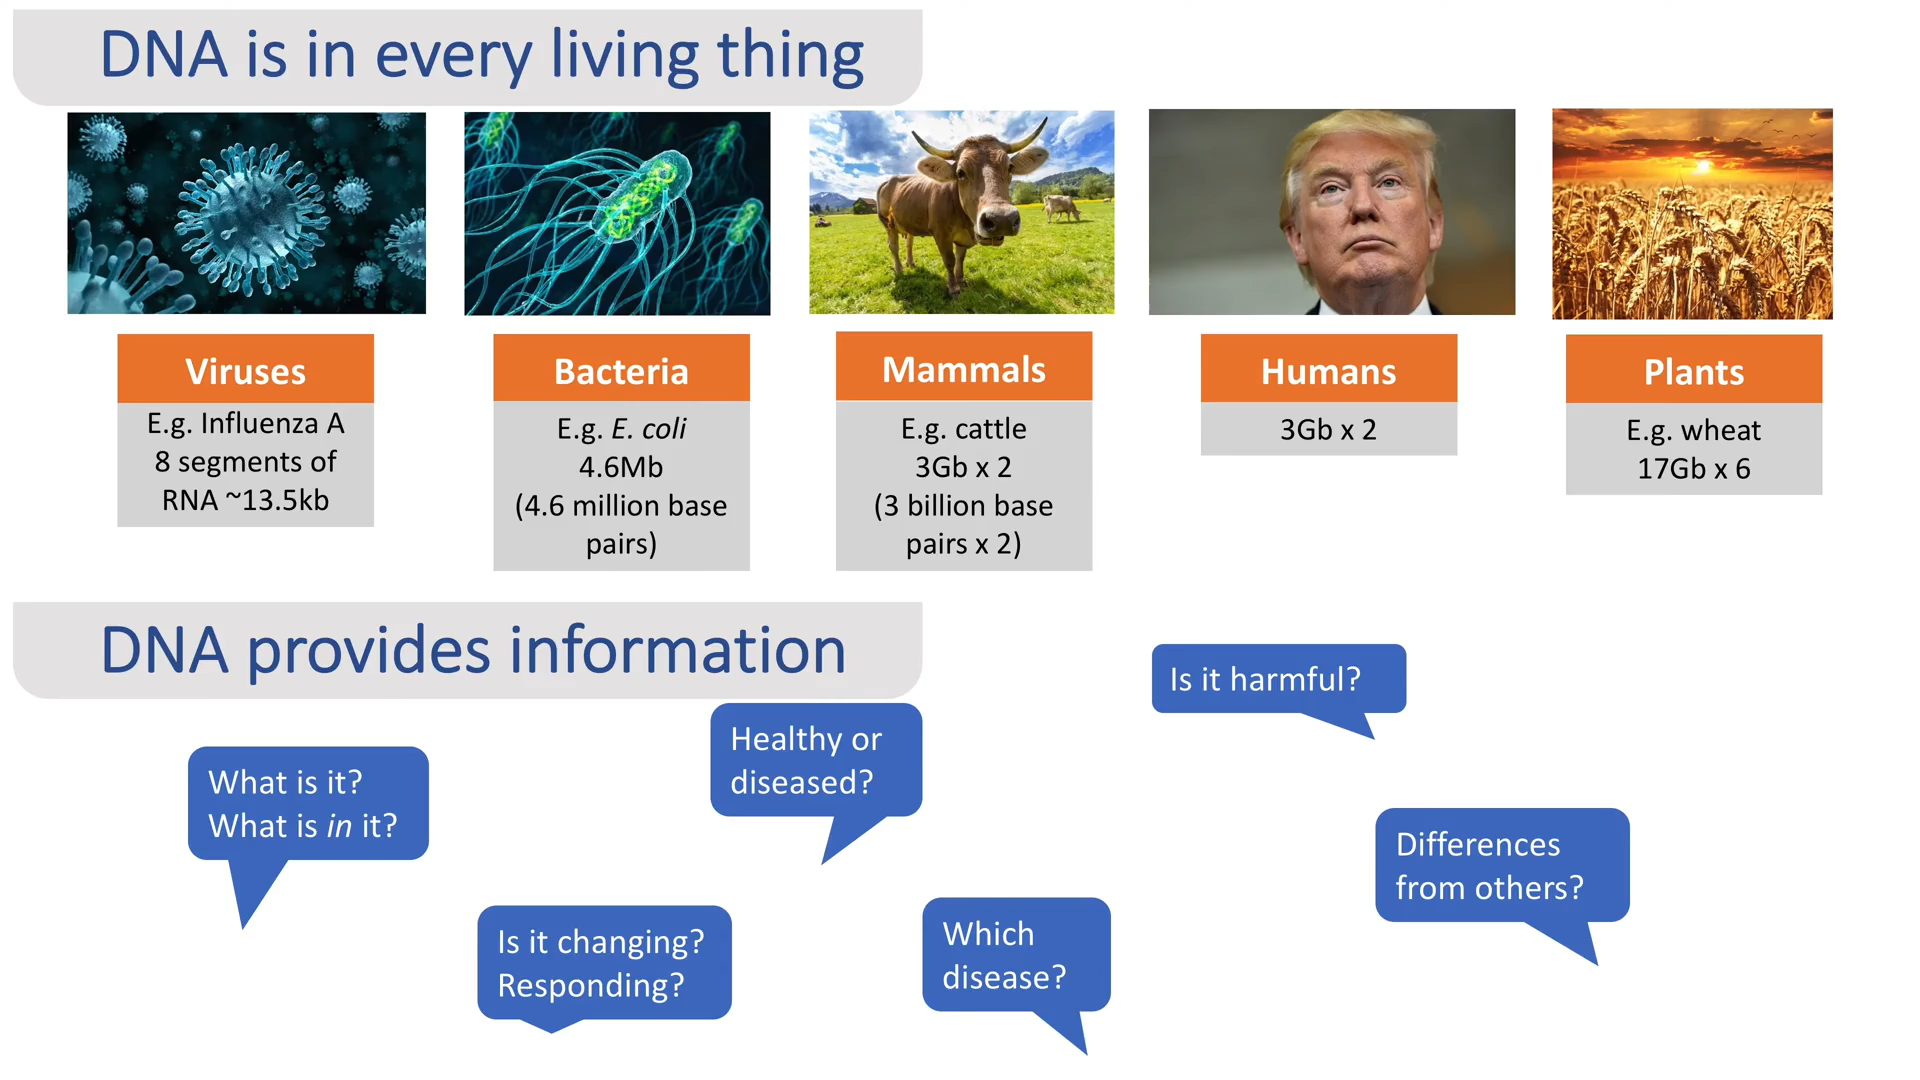 DNA is in every living thing
Viruses
E.g. Influenza A
8 segments of
RNA ~13.5kb
Bacteria
E.g. E. coli
4.6Mb
(4.6 million base
pairs)
Mammals
E.g. cattle
3Gb x 2
(3 billion base
pairs x 2)
Humans
3Gb x 2
Plants
E.g. wheat
17Gb x 6
DNA provides information
What is it?
What is in it?
Is it changing?
Responding?
Healthy or
diseased?
Which
disease?
Is it harmful?
Differences
from others?